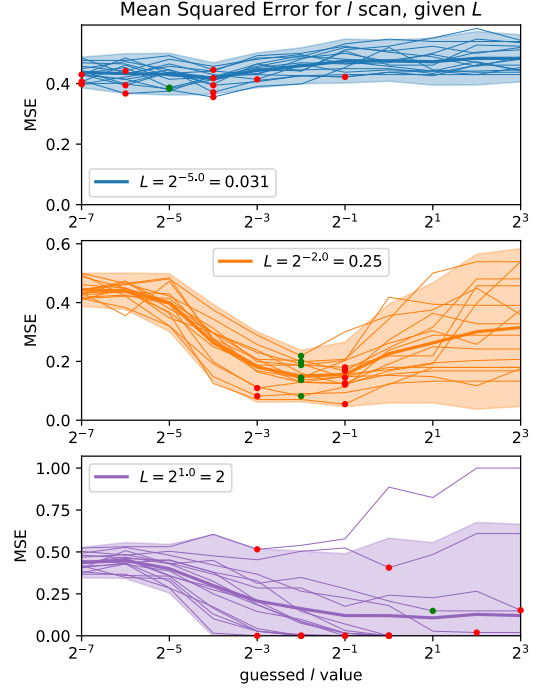 Mean Squared Error for l scan, given L
0.4
0.2
0.0
MSE
L = 2^{-5.0} = 0.031
2^{-7} 2^{-5} 2^{-3} 2^{-1} 2^{1} 2^{3}
0.6
0.4
0.2
0.0
MSE
L = 2^{-2.0} = 0.25
2^{-7} 2^{-5} 2^{-3} 2^{-1} 2^{1} 2^{3}
1.00
0.75
0.50
0.25
0.00
MSE
L = 2^{1.0} = 2
2^{-7} 2^{-5} 2^{-3} 2^{-1} 2^{1} 2^{3}
guessed l value